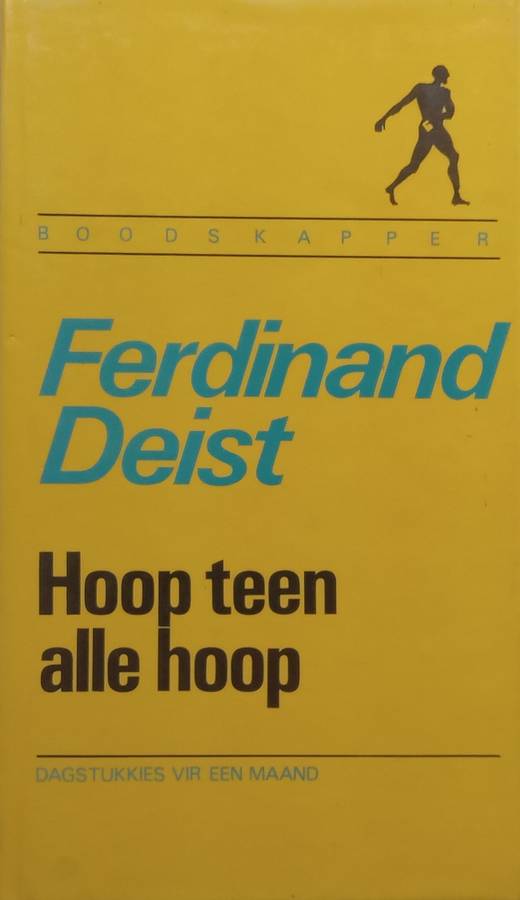 BOODSKAPPER
Ferdinand
Deist
Hoop teen
alle hoop
DAGSTUKKIES VIR EEN MAAND